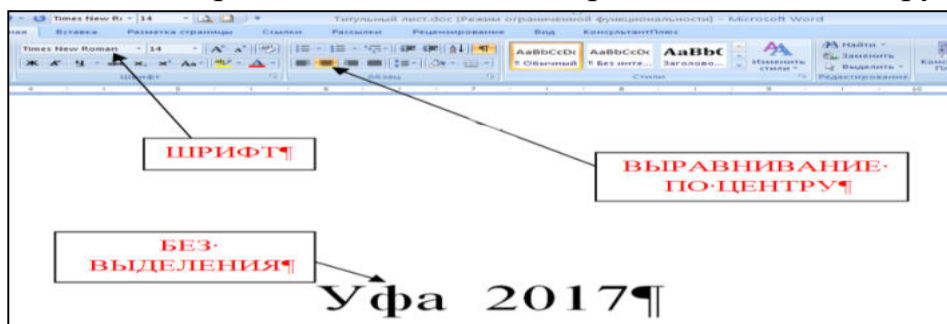 Times New Ro 14
Титульный лист.doc [Режим ограниченной функциональности] - Microsoft Word
Вставка Разметка страницы Ссылки Рассылки Рецензирование Вид КонсультантПлюс
Times New Roman 14
Найти
Заменить
Выделить
AaBbCcDc AaBbCcDc AaBbC
¶ Обычный ¶ Без инте... Заголово...
Изменить стили
Шрифт Абзац Стили Редактирование
ШРИФТ¶
ВЫРАВНИВАНИЕ·
ПО·ЦЕНТРУ¶
БЕЗ·
ВЫДЕЛЕНИЯ¶
Уфа 2017¶